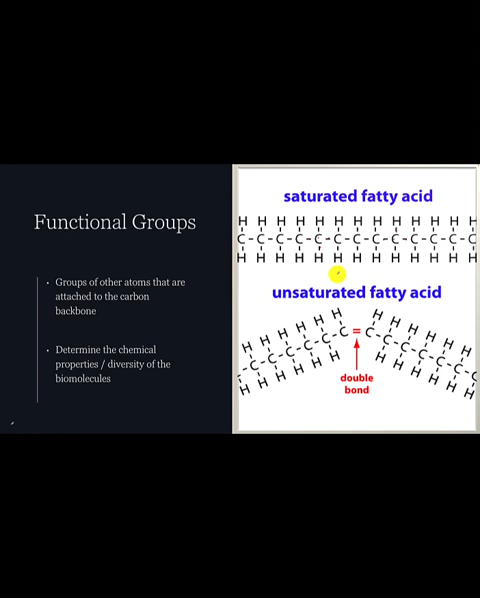 Functional Groups
• Groups of other atoms that are
attached to the carbon
backbone
• Determine the chemical
properties / diversity of the
biomolecules
saturated fatty acid
H H H H H H H H H H H H H
C-C-C-C-C-C-C-C-C-C-C-C-C
H H H H H H H H H H H H H
unsaturated fatty acid
H H H H H H H H H H H H
C-C-C-C-C-C=C-C-C-C-C-C-C
H H H H H H H H H H H
double
bond